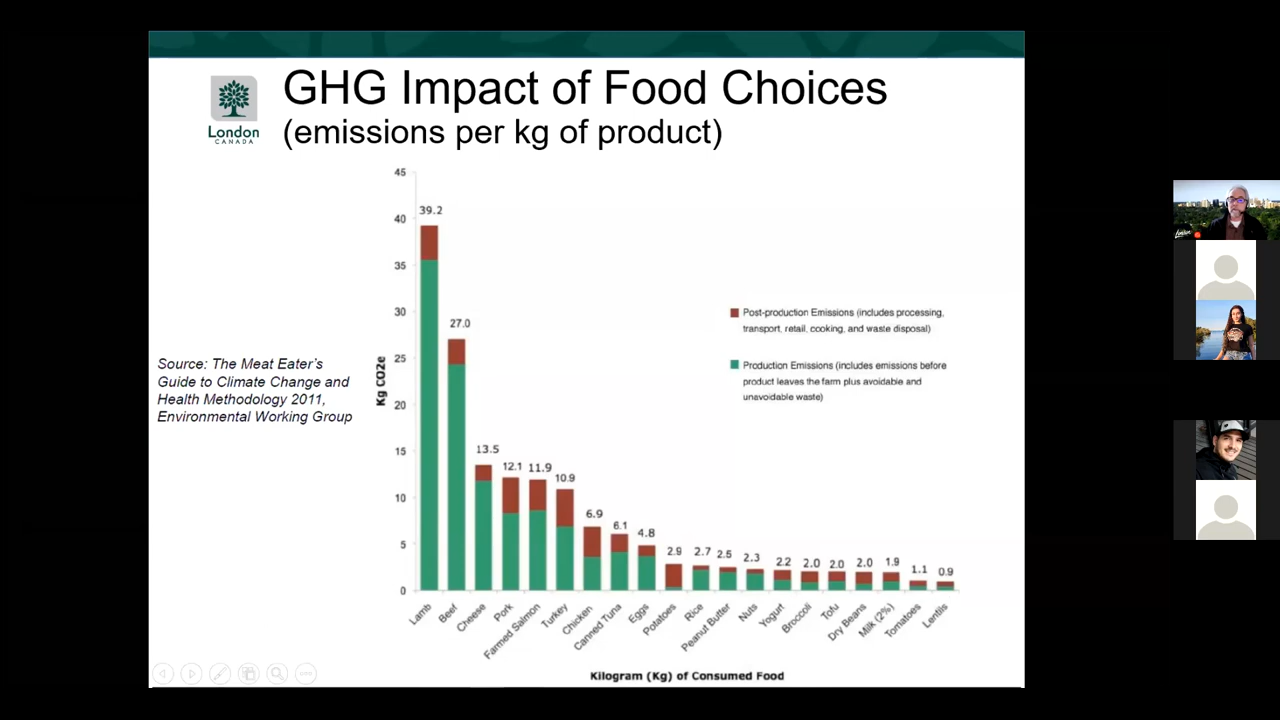 GHG Impact of Food Choices
(emissions per kg of product)
London
CANADA
Source: The Meat Eater's
Guide to Climate Change and
Health Methodology 2011,
Environmental Working Group
Kg CO2e
45
40
35
30
25
20
15
10
5
0
39.2
27.0
13.5
12.1
11.9
10.9
6.9
6.1
4.8
2.9
2.7
2.5
2.3
2.2
2.0
2.0
2.0
1.9
1.1
0.9
Post-production Emissions (includes processing,
transport, retail, cooking, and waste disposal)
Production Emissions (includes emissions before
product leaves the farm plus avoidable and
unavoidable waste)
Lamb
Beef
Cheese
Pork
Farmed Salmon
Turkey
Chicken
Canned Tuna
Eggs
Potatoes
Rice
Peanut Butter
Nuts
Yogurt
Broccoli
Tofu
Dry Beans
Milk (2%)
Tomatoes
Lentils
Kilogram (Kg) of Consumed Food
London